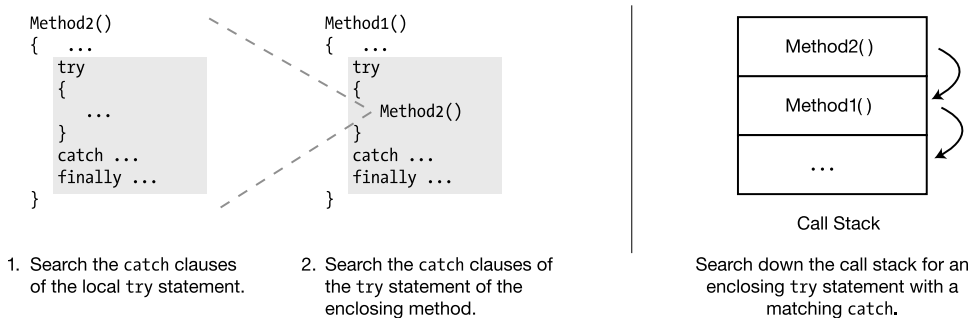 Method2()
{ ...
try
{
...
}
catch ...
finally ...
}
1. Search the catch clauses
of the local try statement.
Method1()
{ ...
try
{
Method2()
}
catch ...
finally ...
}
2. Search the catch clauses of
the try statement of the
enclosing method.
Method2()
Method1()
...
Call Stack
Search down the call stack for an
enclosing try statement with a
matching catch.